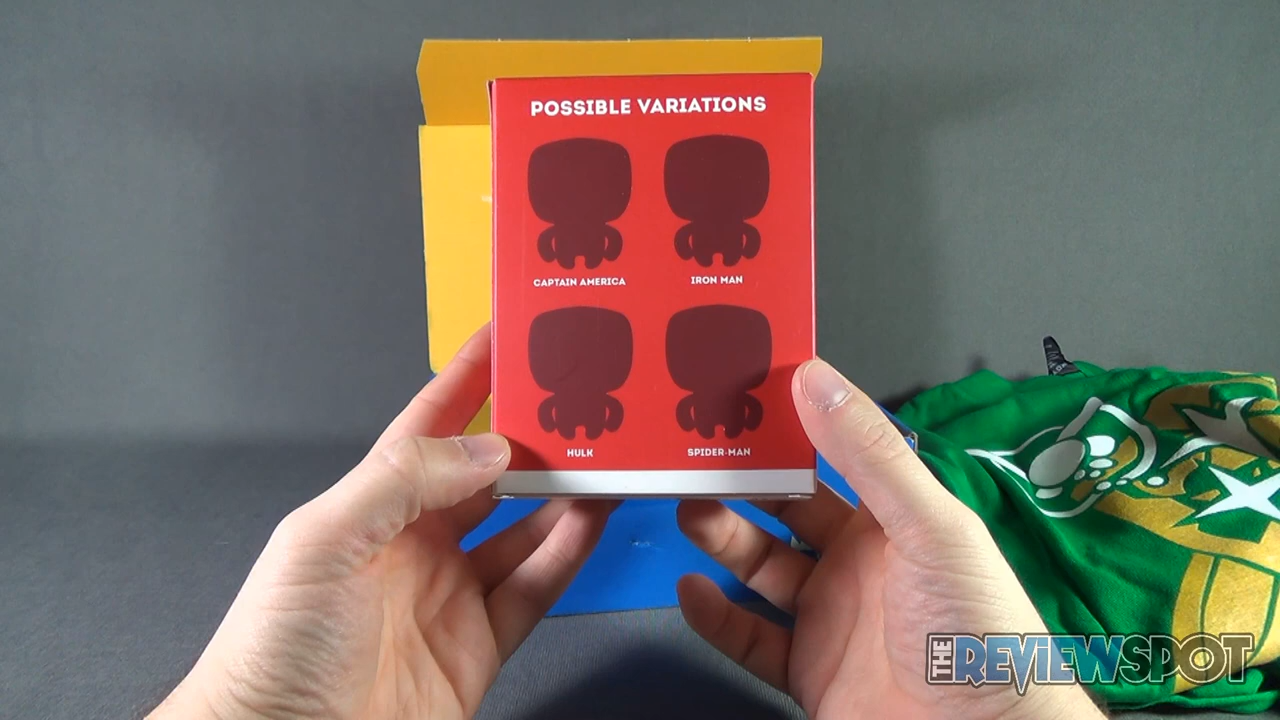 POSSIBLE VARIATIONS
CAPTAIN AMERICA
IRON MAN
HULK
SPIDER-MAN
THE REVIEWSPOT